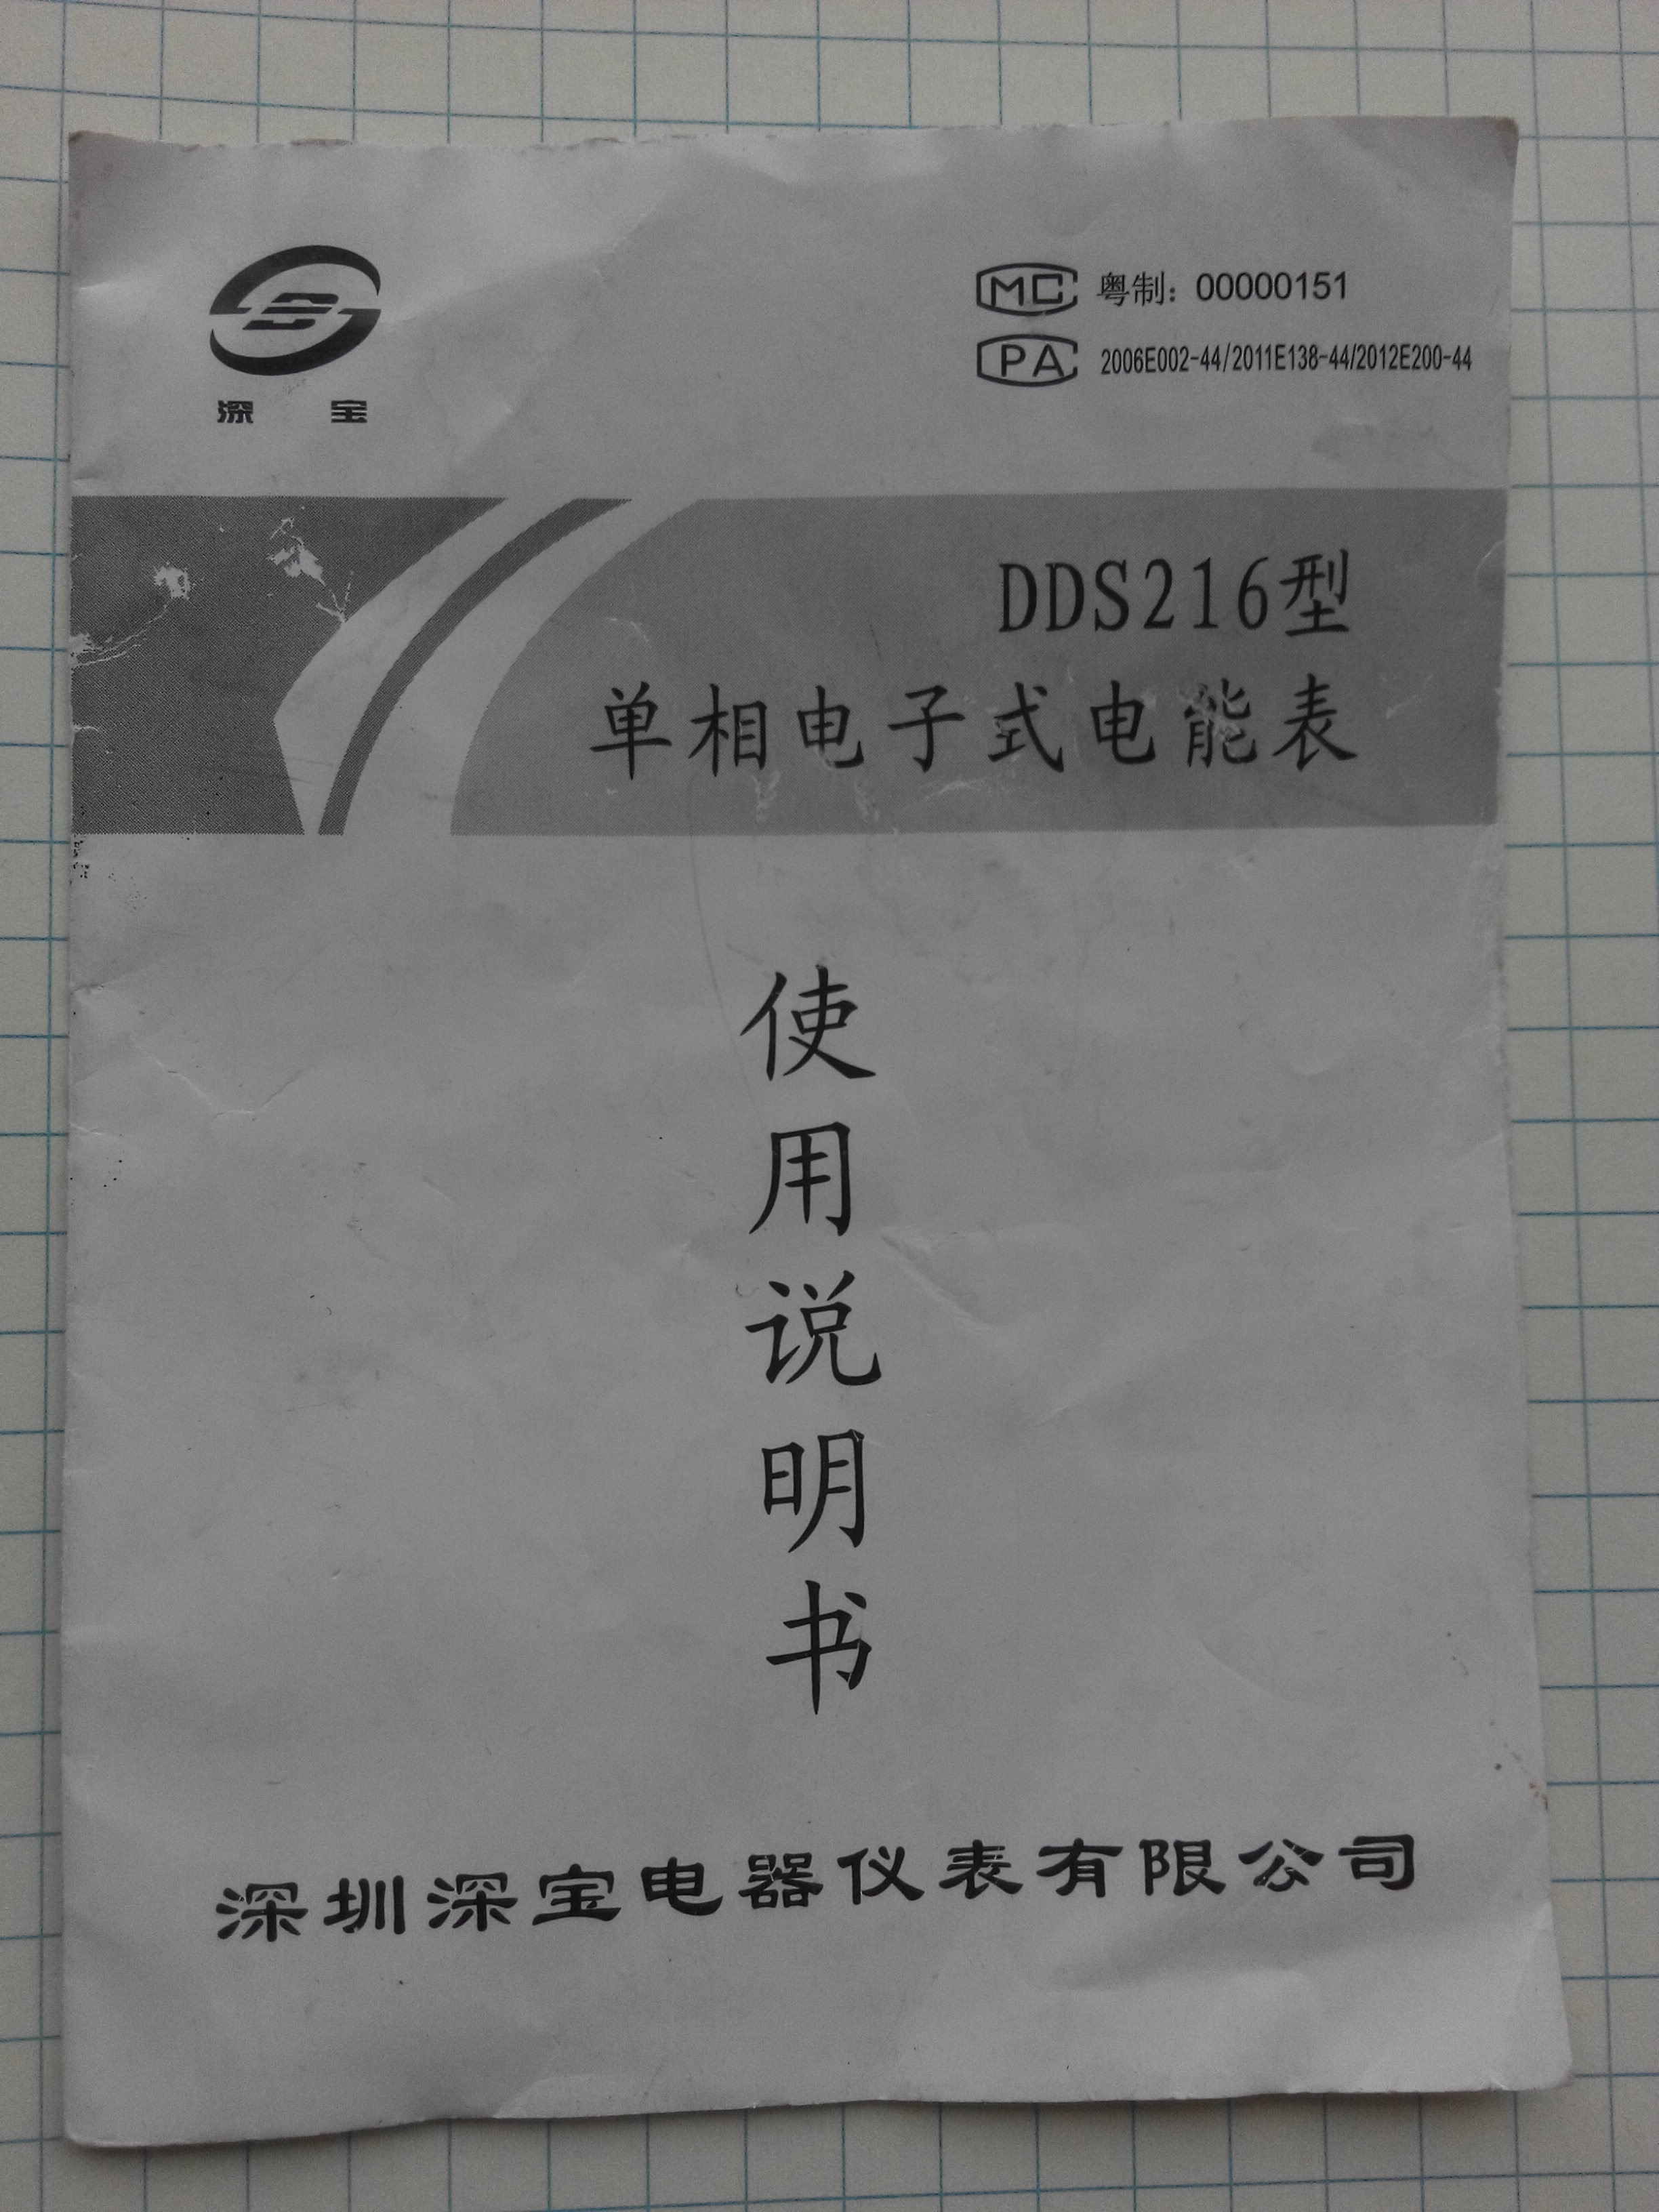 深 宝
MC 粤制：00000151
PA 2006E002-44/2011E138-44/2012E200-44
DDS216型
单相电子式电能表
使
用
说
明
书
深圳深宝电器仪表有限公司